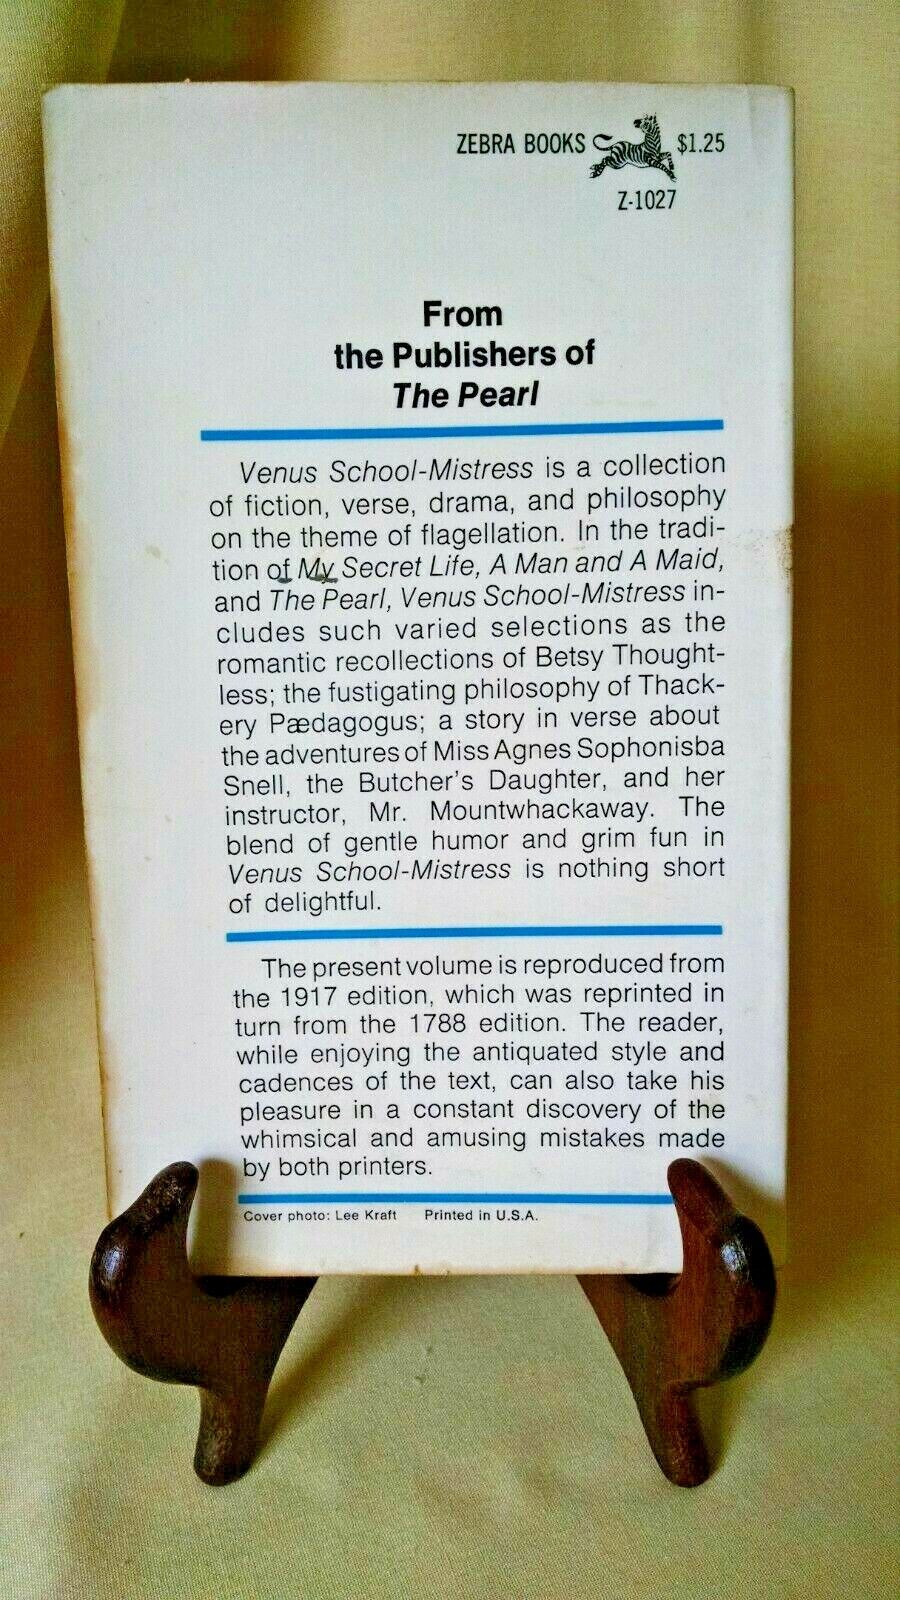 ZEBRA BOOKS $1.25
Z-1027
From
the Publishers of
The Pearl
Venus School-Mistress is a collection
of fiction, verse, drama, and philosophy
on the theme of flagellation. In the tradi-
tion of My Secret Life, A Man and A Maid,
and The Pearl, Venus School-Mistress in-
cludes such varied selections as the
romantic recollections of Betsy Thought-
less; the fustigating philosophy of Thack-
ery Pædagogus; a story in verse about
the adventures of Miss Agnes Sophonisba
Snell, the Butcher's Daughter, and her
instructor, Mr. Mountwhackaway. The
blend of gentle humor and grim fun in
Venus School-Mistress is nothing short
of delightful.
The present volume is reproduced from
the 1917 edition, which was reprinted in
turn from the 1788 edition. The reader,
while enjoying the antiquated style and
cadences of the text, can also take his
pleasure in a constant discovery of the
whimsical and amusing mistakes made
by both printers.
Cover photo: Lee Kraft Printed in U.S.A.